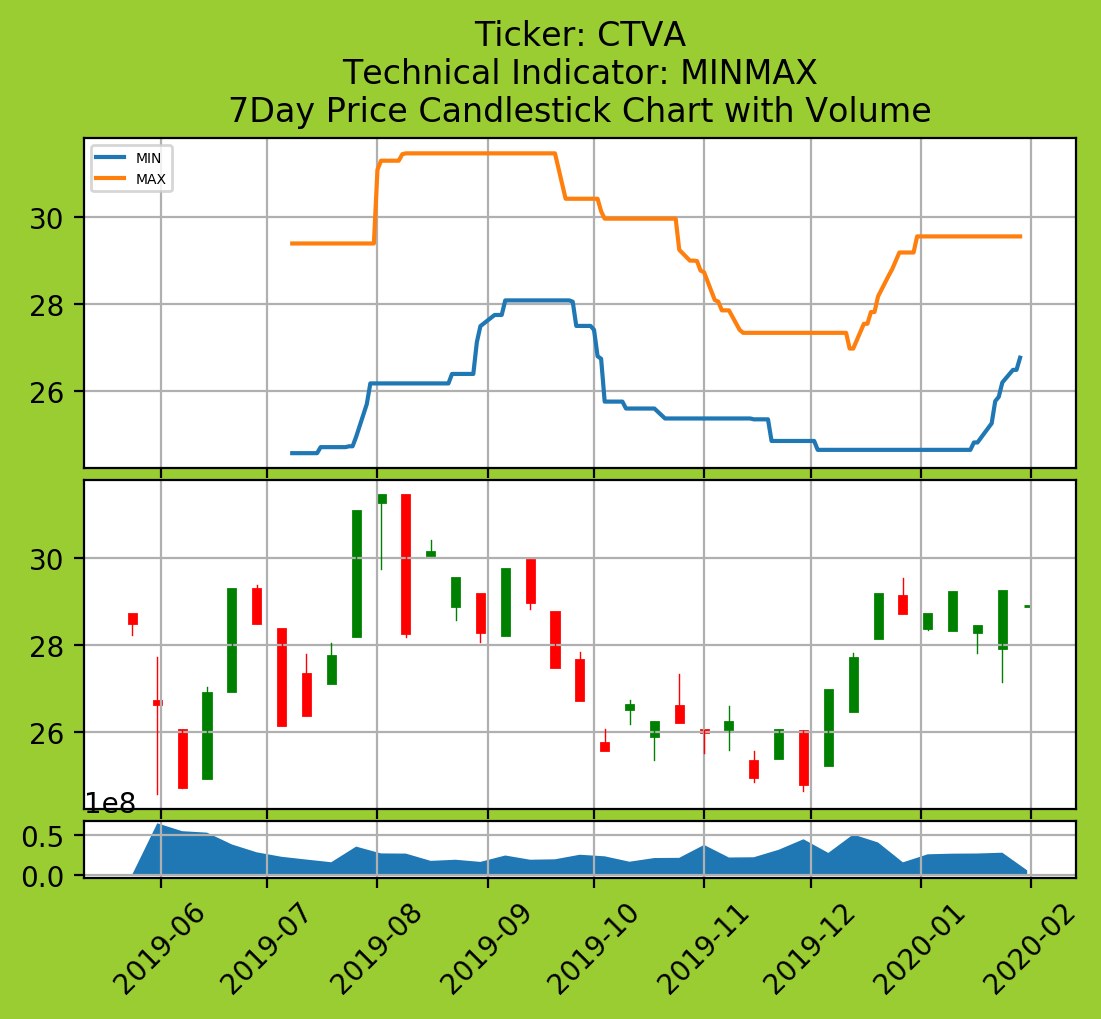 Ticker: CTVA
Technical Indicator: MINMAX
7Day Price Candlestick Chart with Volume
MIN
MAX
30
28
26
30
28
26
1e8
0.5
0.0
2019-06
2019-07
2019-08
2019-09
2019-10
2019-11
2019-12
2020-01
2020-02